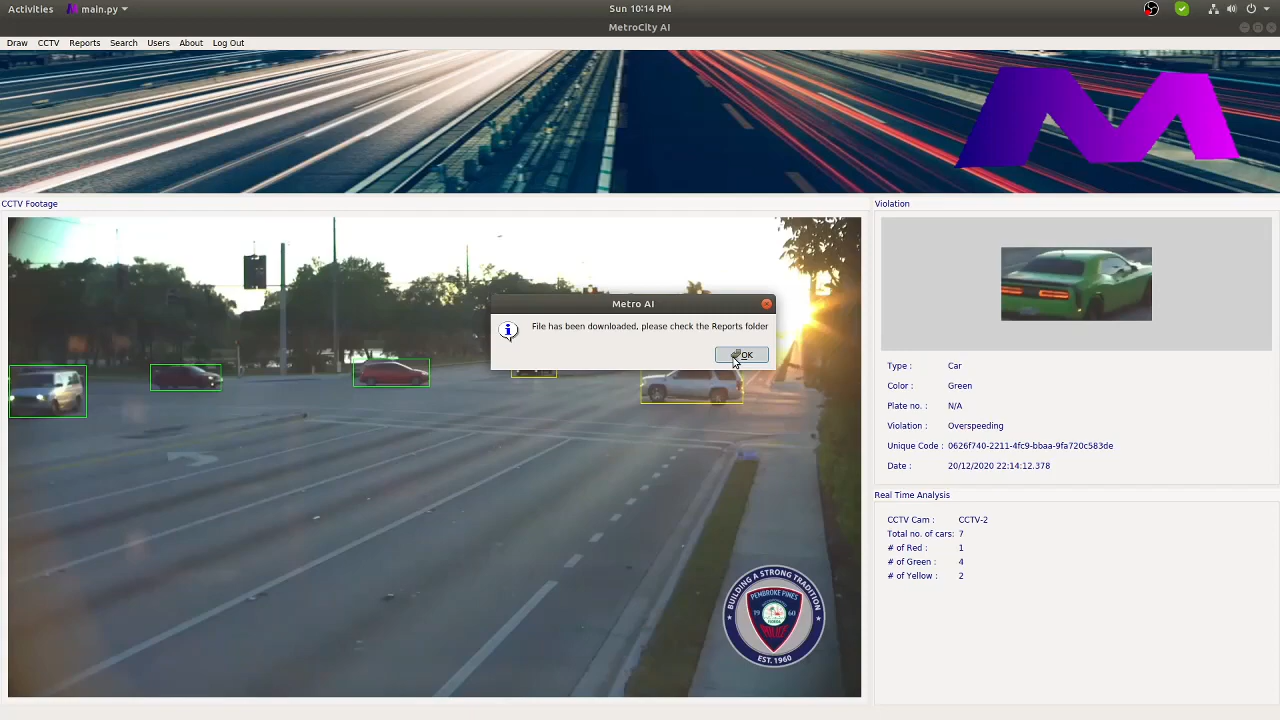 Activities
main.py
Sun 10:14 PM
MetroCity AI
Draw CCTV Reports Search Users About Log Out
CCTV Footage
Violation
Metro AI
File has been downloaded, please check the Reports folder
OK
Type : Car
Color : Green
Plate no. : N/A
Violation : Overspeeding
Unique Code : 0626f740-2211-4fc9-bbaa-9fa720c583de
Date : 20/12/2020 22:14:12.378
Real Time Analysis
CCTV Cam : CCTV-2
Total no. of cars: 7
# of Red : 1
# of Green : 4
# of Yellow : 2
BUILDING A STRONG TRADITION
PEMBROKE PINES
19 60
POLICE
EST. 1960